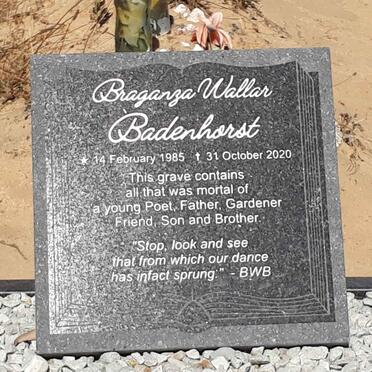 Braganza Wallar
Badenhorst
★ 14 February 1985 † 31 October 2020
This grave contains
all that was mortal of
a young Poet, Father, Gardener
Friend, Son and Brother.
"Stop, look and see
that from which our dance
has infact sprung." - BWB